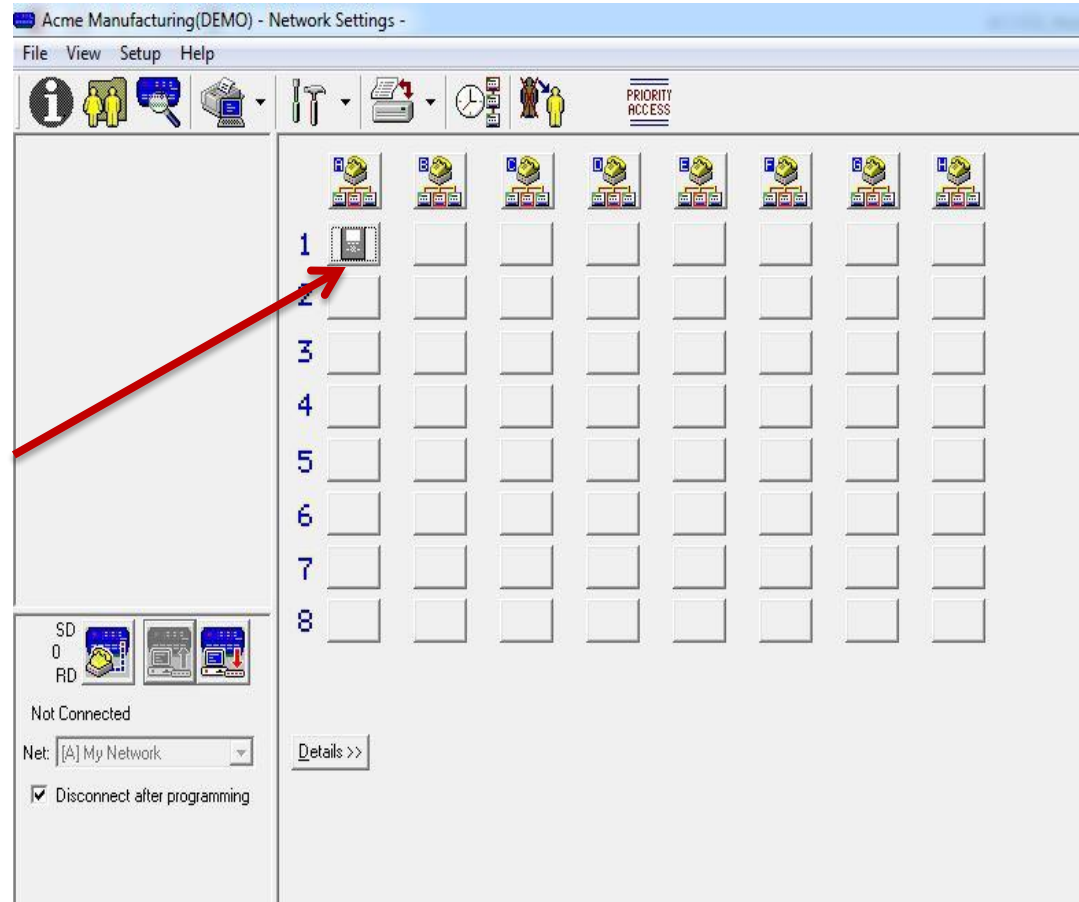 Acme Manufacturing(DEMO) - Network Settings -
File View Setup Help
PRIORITY
ACCESS
A B C D E F G H
1
2
3
4
5
6
7
8
SD
0
RD
Not Connected
Net: [A] My Network
Details >>
Disconnect after programming